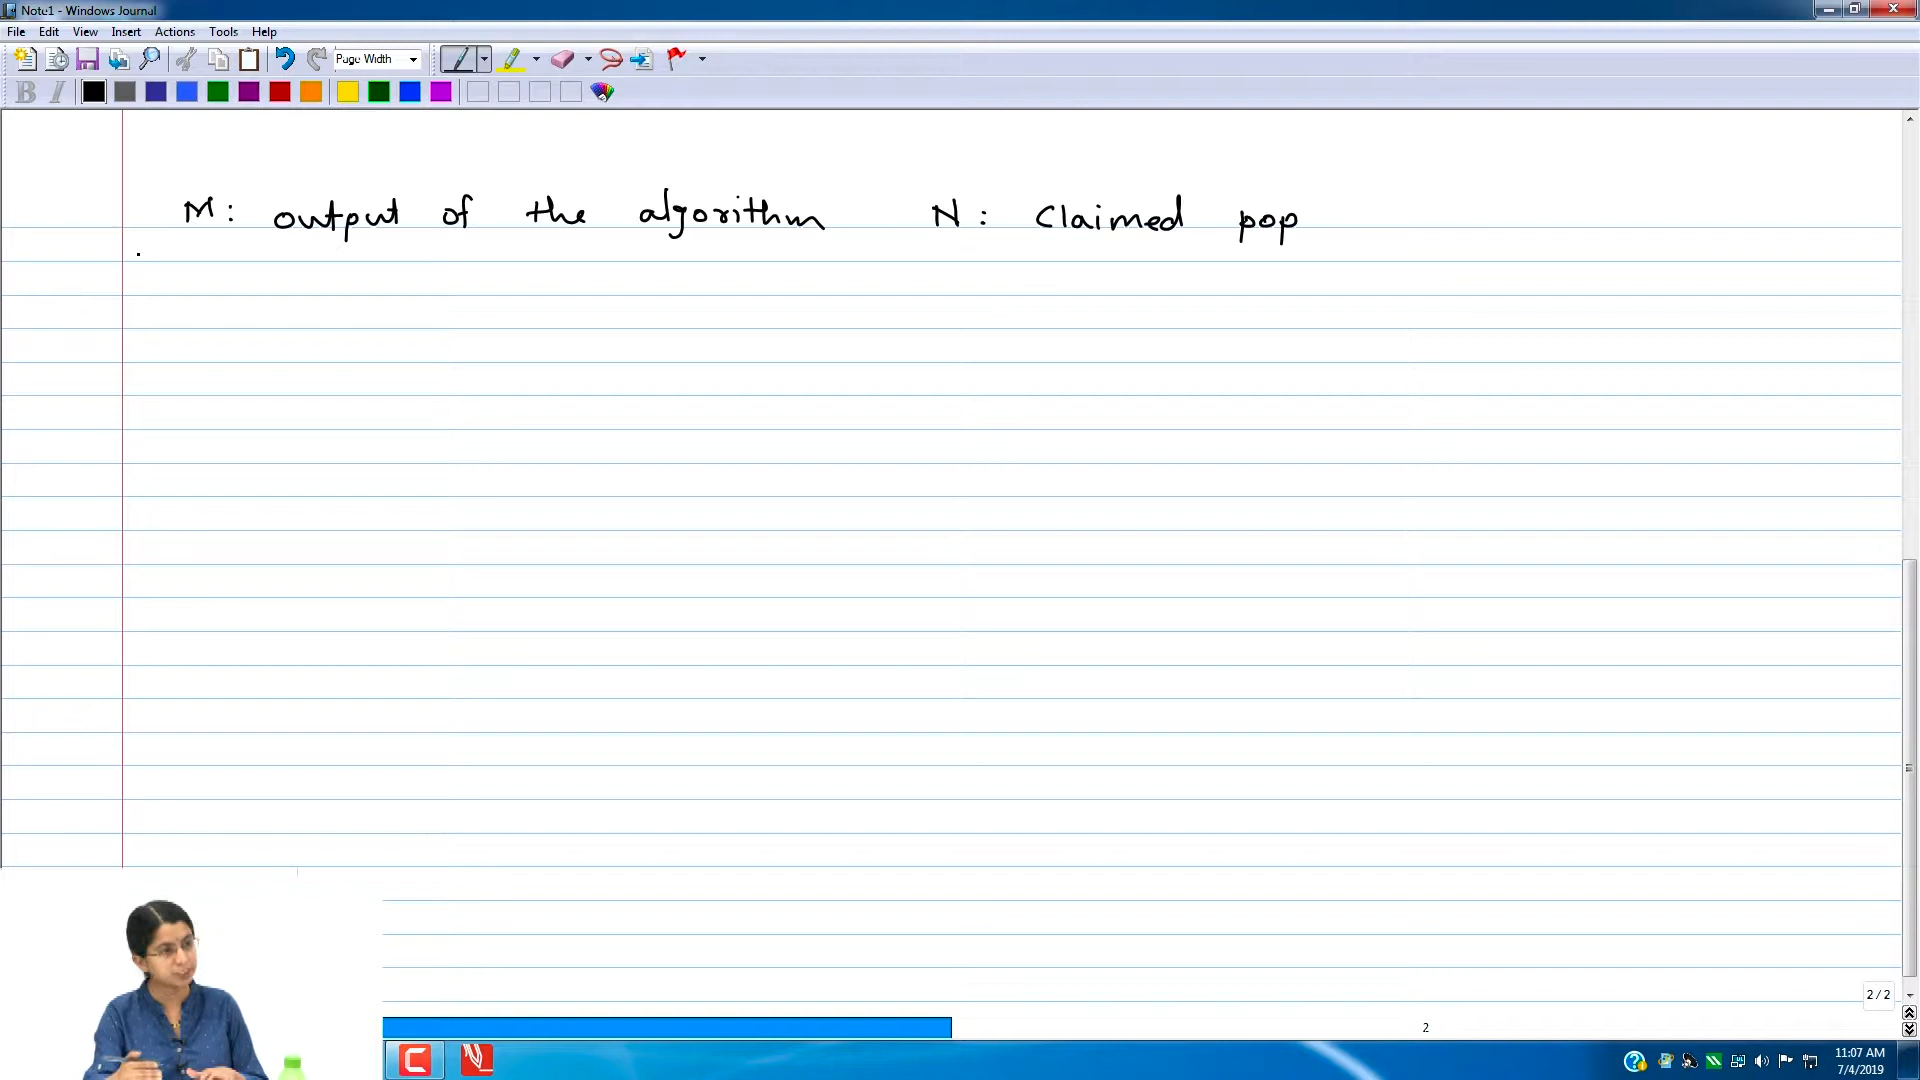 Note1 - Windows Journal
File Edit View Insert Actions Tools Help
Page Width
B I
M: output of the algorithm N: claimed pop
2 / 2
2
11:07 AM
7/4/2019